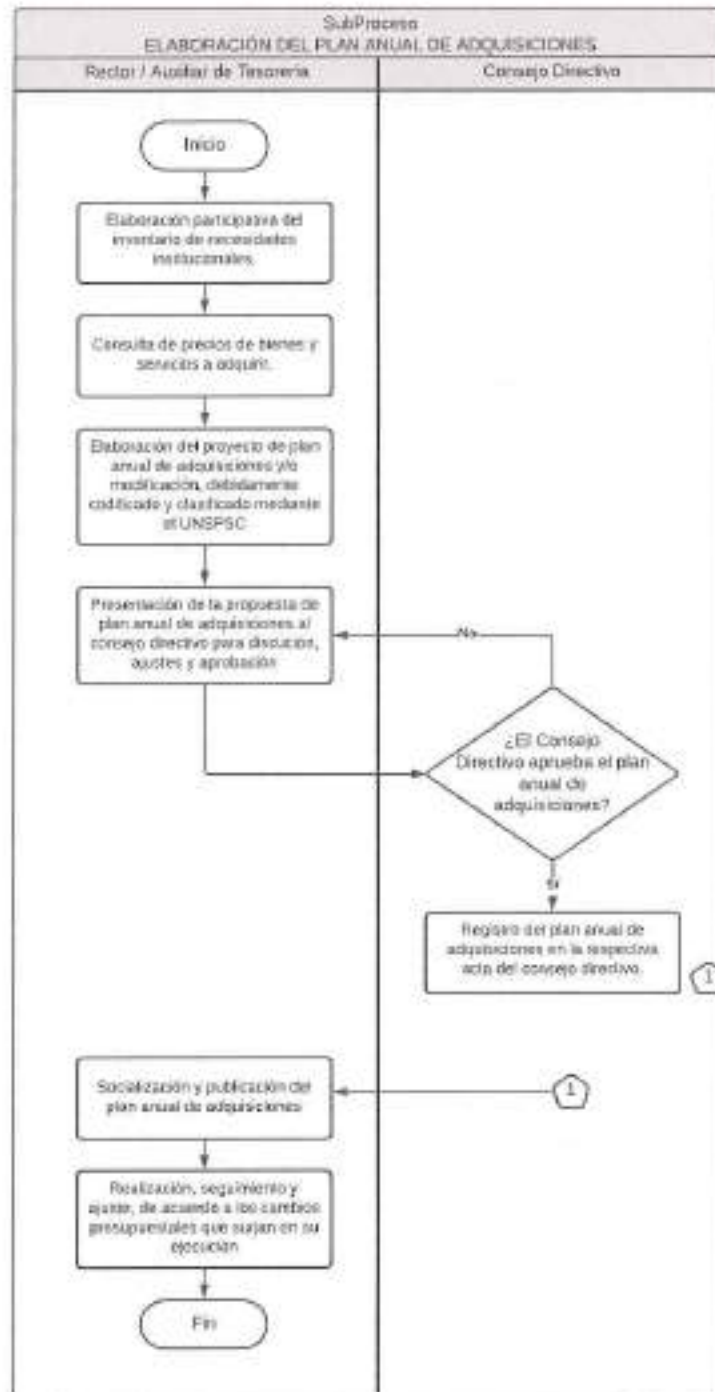 SubProceso
ELABORACIÓN DEL PLAN ANUAL DE ADQUISICIONES
Rector / Auxiliar de Tesorería
Consejo Directivo
Inicio
Elaboración participativa del
inventario de necesidades
institucionales.
Consulta de precios de bienes y
servicios a adquirir.
Elaboración del proyecto de plan
anual de adquisiciones y/o
modificación, debidamente
codificado y clasificado mediante
el UNSPSC
Presentación de la propuesta de
plan anual de adquisiciones al
consejo directivo para discución,
ajustes y aprobación
No
¿El Consejo
Directivo aprueba el plan
anual de
adquisiciones?
Si
Registro del plan anual de
adquisiciones en la respectiva
acta del consejo directivo.
1
Socialización y publicación del
plan anual de adquisiciones
1
Realización, seguimiento y
ajuste, de acuerdo a los cambios
presupuestales que surjan en su
ejecución
Fin